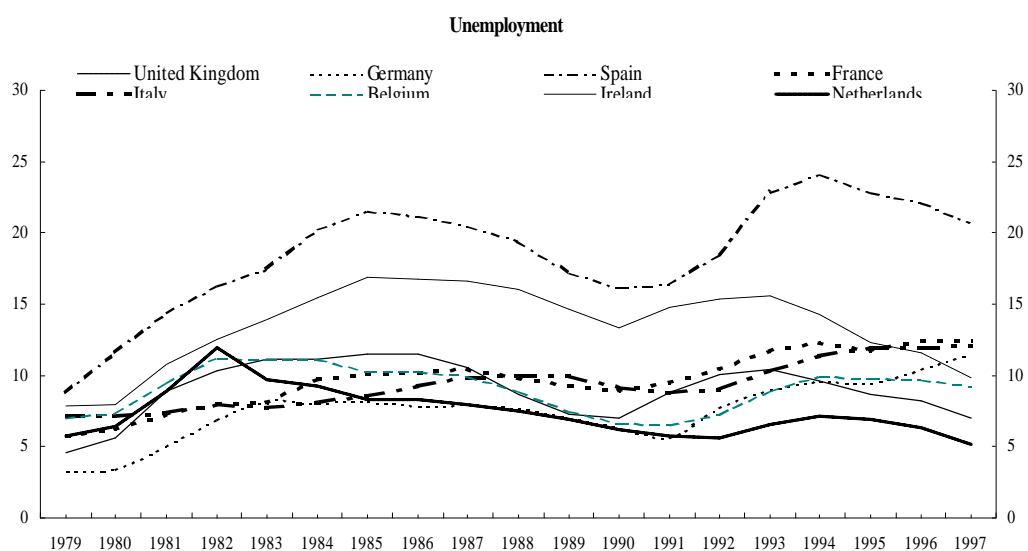 Unemployment
United Kingdom Germany Spain France
Italy Belgium Ireland Netherlands
30 30
25 25
20 20
15 15
10 10
5 5
0 0
1979 1980 1981 1982 1983 1984 1985 1986 1987 1988 1989 1990 1991 1992 1993 1994 1995 1996 1997